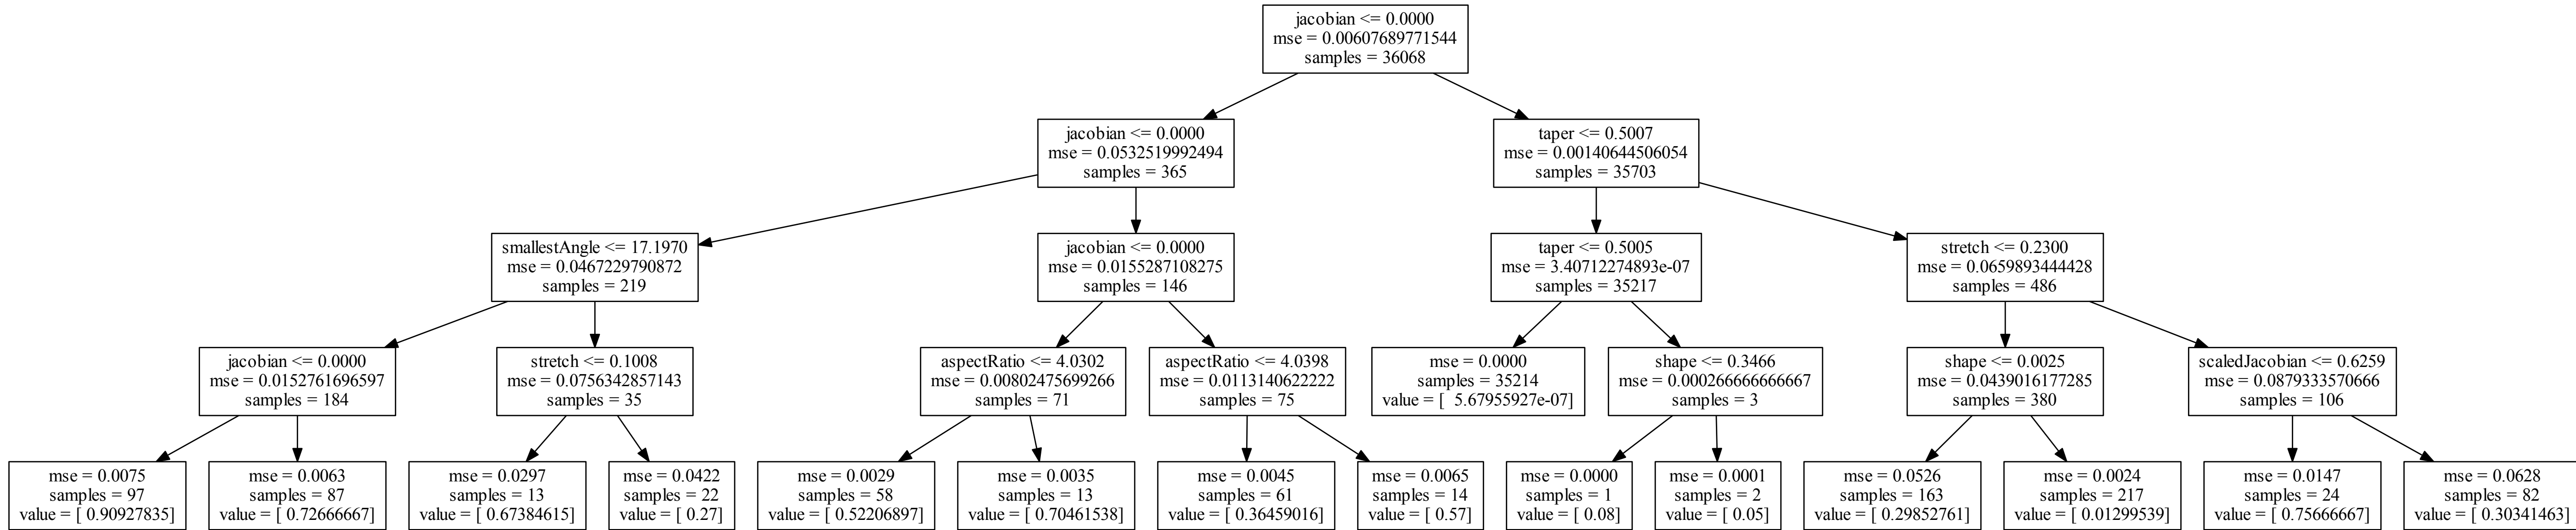 jacobian <= 0.0000
mse = 0.00607689771544
samples = 36068
jacobian <= 0.0000
mse = 0.0532519992494
samples = 365
taper <= 0.5007
mse = 0.00140644506054
samples = 35703
smallestAngle <= 17.1970
mse = 0.0467229790872
samples = 219
jacobian <= 0.0000
mse = 0.0155287108275
samples = 146
taper <= 0.5005
mse = 3.40712274893e-07
samples = 35217
stretch <= 0.2300
mse = 0.0659893444428
samples = 486
jacobian <= 0.0000
mse = 0.0152761696597
samples = 184
stretch <= 0.1008
mse = 0.0756342857143
samples = 35
aspectRatio <= 4.0302
mse = 0.00802475699266
samples = 71
aspectRatio <= 4.0398
mse = 0.0113140622222
samples = 75
mse = 0.0000
samples = 35214
value = [ 5.67955927e-07]
shape <= 0.3466
mse = 0.000266666666667
samples = 3
shape <= 0.0025
mse = 0.0439016177285
samples = 380
scaledJacobian <= 0.6259
mse = 0.0879333570666
samples = 106
mse = 0.0075
samples = 97
value = [ 0.90927835]
mse = 0.0063
samples = 87
value = [ 0.72666667]
mse = 0.0297
samples = 13
value = [ 0.67384615]
mse = 0.0422
samples = 22
value = [ 0.27]
mse = 0.0029
samples = 58
value = [ 0.52206897]
mse = 0.0035
samples = 13
value = [ 0.70461538]
mse = 0.0045
samples = 61
value = [ 0.36459016]
mse = 0.0065
samples = 14
value = [ 0.57]
mse = 0.0000
samples = 1
value = [ 0.08]
mse = 0.0001
samples = 2
value = [ 0.05]
mse = 0.0526
samples = 163
value = [ 0.29852761]
mse = 0.0024
samples = 217
value = [ 0.01299539]
mse = 0.0147
samples = 24
value = [ 0.75666667]
mse = 0.0628
samples = 82
value = [ 0.30341463]